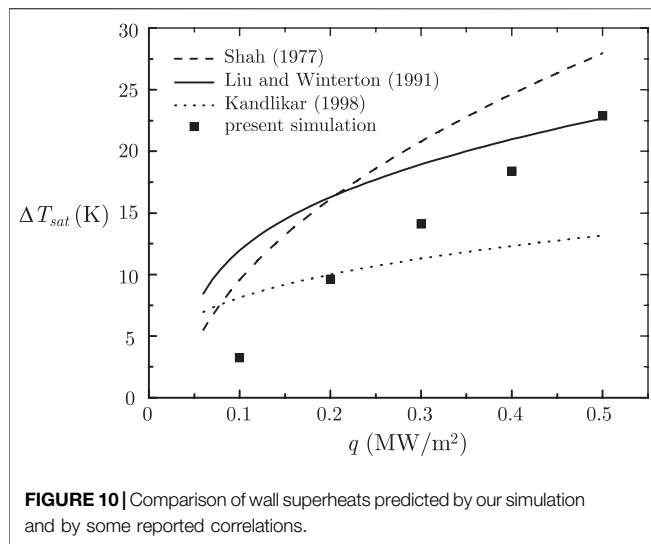 30
25
20
15
10
5
0
ΔT_sat (K)
Shah (1977)
Liu and Winterton (1991)
Kandlikar (1998)
present simulation
0 0.1 0.2 0.3 0.4 0.5
q (MW/m²)
FIGURE 10 | Comparison of wall superheats predicted by our simulation
and by some reported correlations.